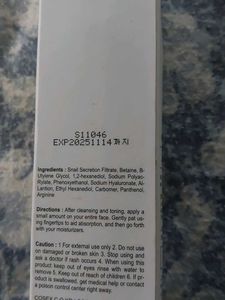 S11046
EXP20251114까지
Ingredients : Snail Secretion Filtrate, Betaine, B-
Utylene Glycol, 1,2-hexanediol, Sodium Polyac-
Rylate, Phenoxyethanol, Sodium Hyaluronate, Al-
Lantion, Ethyl Hexanediol, Carbomer, Panthenol,
Arginine
Directions : After cleansing and toning, apply a
small amount on your entire face. Gently pat us-
ing fingertips to aid absorption, and then go forth
with your moisturizers.
Caution : 1 For external use only 2. Do not use
on damaged or broken skin 3. Stop using and
ask a doctor if rash occurs 4. When using this
product: keep out of eyes rinse with water to
remove 5. Keep out of reach of children 6. If pr-
oduct is swallowed, get medical help or contact
a poison control center right away.